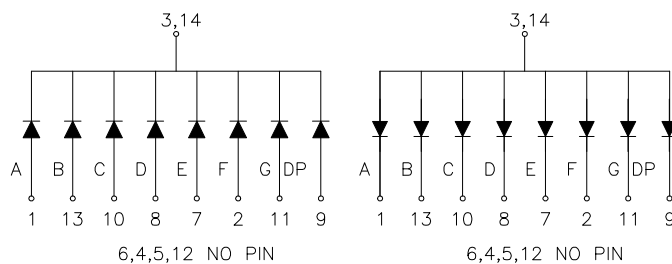 3,14 3,14
A B C D E F G DP A B C D E F G DP
1 13 10 8 7 2 11 9 1 13 10 8 7 2 11 9
6,4,5,12 NO PIN 6,4,5,12 NO PIN